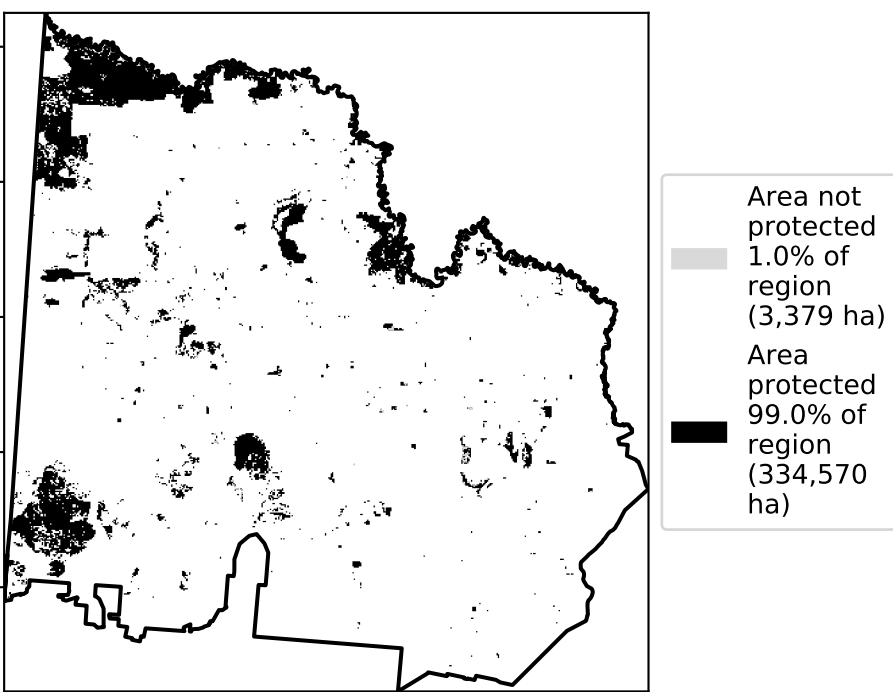 Area not
protected
1.0% of
region
(3,379 ha)
Area
protected
99.0% of
region
(334,570
ha)